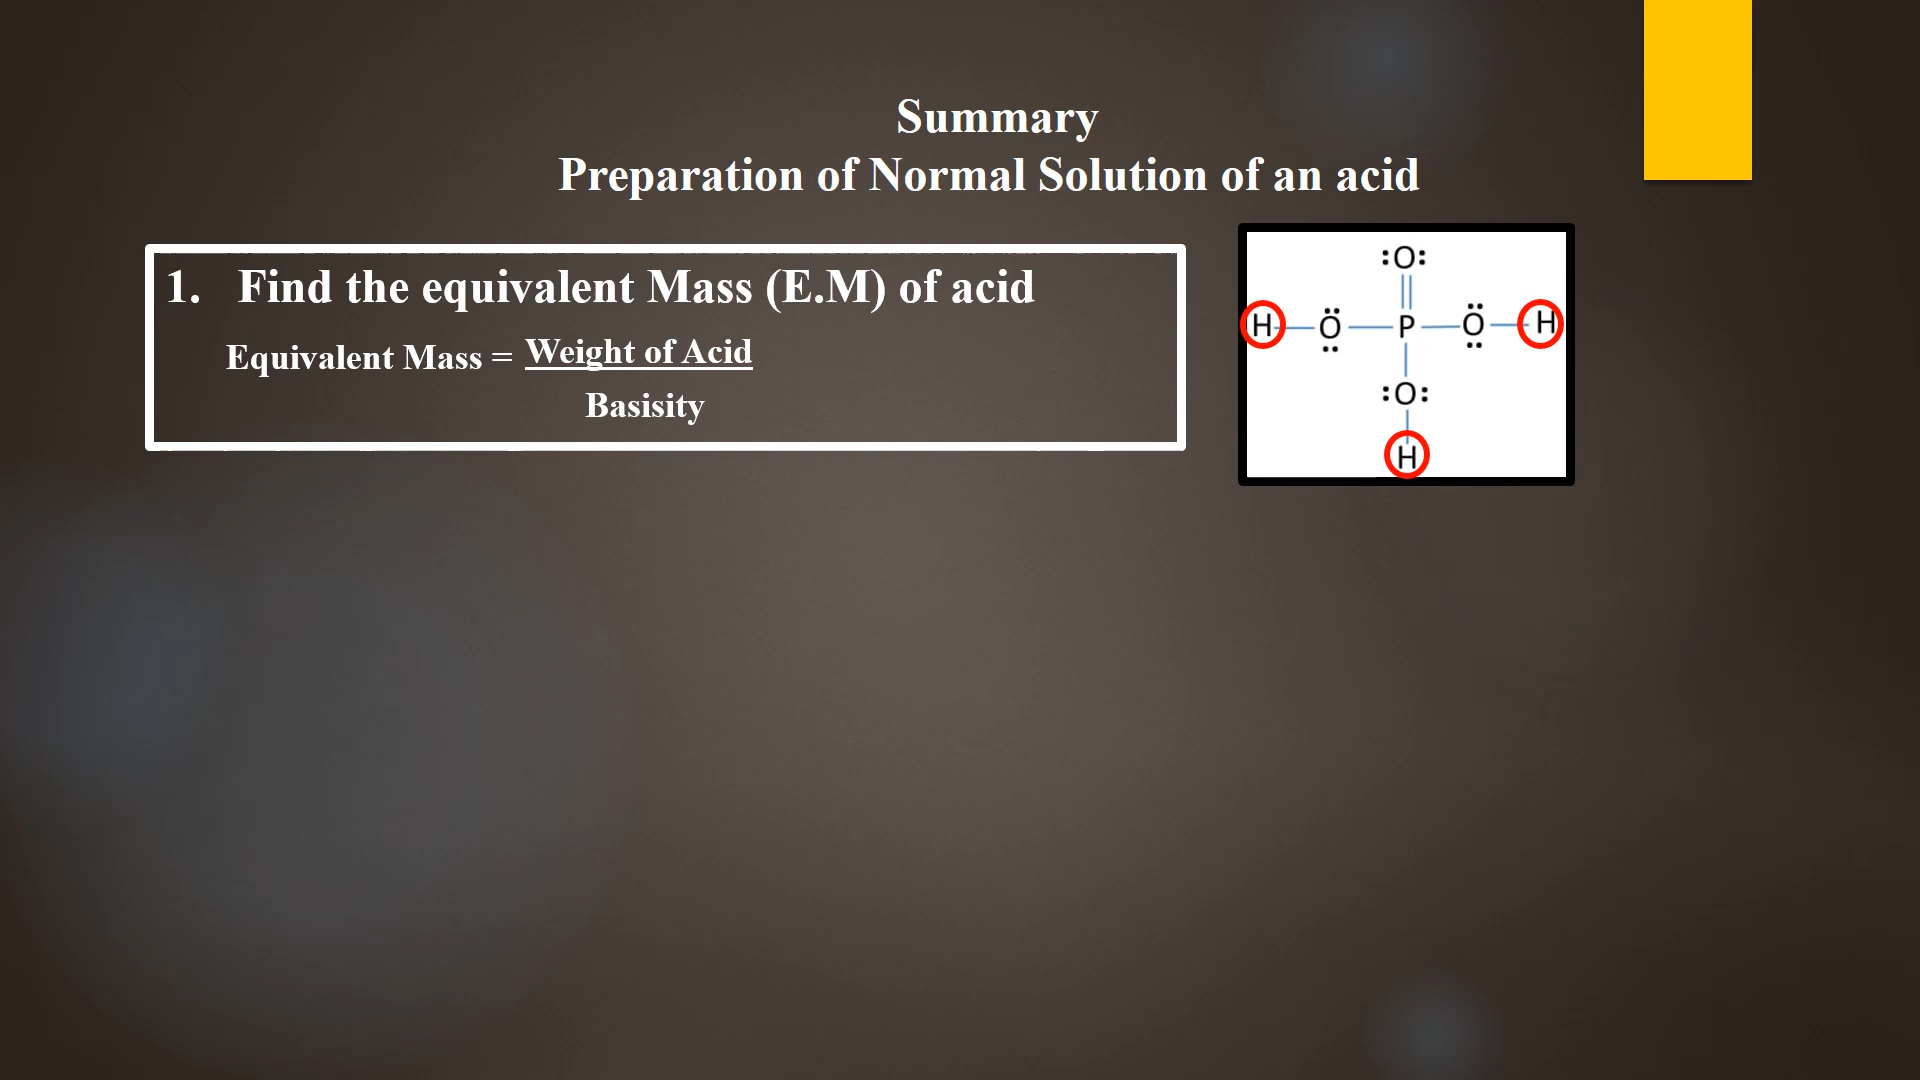 Summary
Preparation of Normal Solution of an acid
1. Find the equivalent Mass (E.M) of acid
Equivalent Mass = Weight of Acid
Basisity
:O:
H O P O H
:O:
H